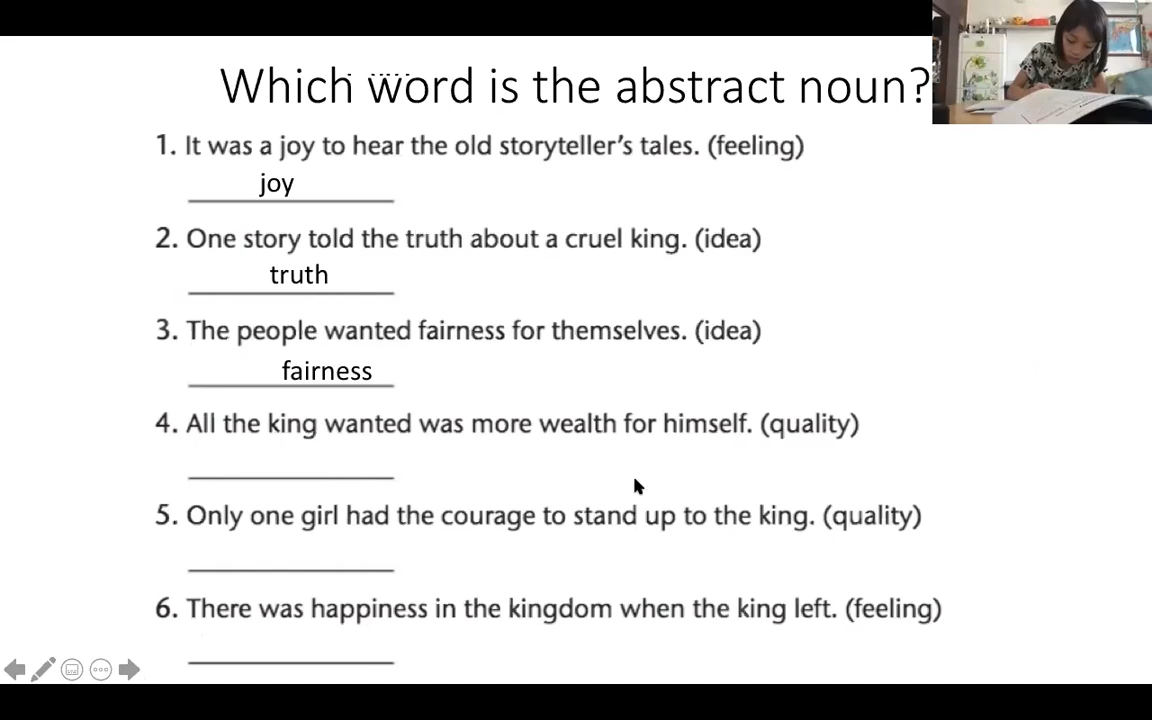 Which word is the abstract noun?
1. It was a joy to hear the old storyteller's tales. (feeling)
joy
2. One story told the truth about a cruel king. (idea)
truth
3. The people wanted fairness for themselves. (idea)
fairness
4. All the king wanted was more wealth for himself. (quality)
5. Only one girl had the courage to stand up to the king. (quality)
6. There was happiness in the kingdom when the king left. (feeling)